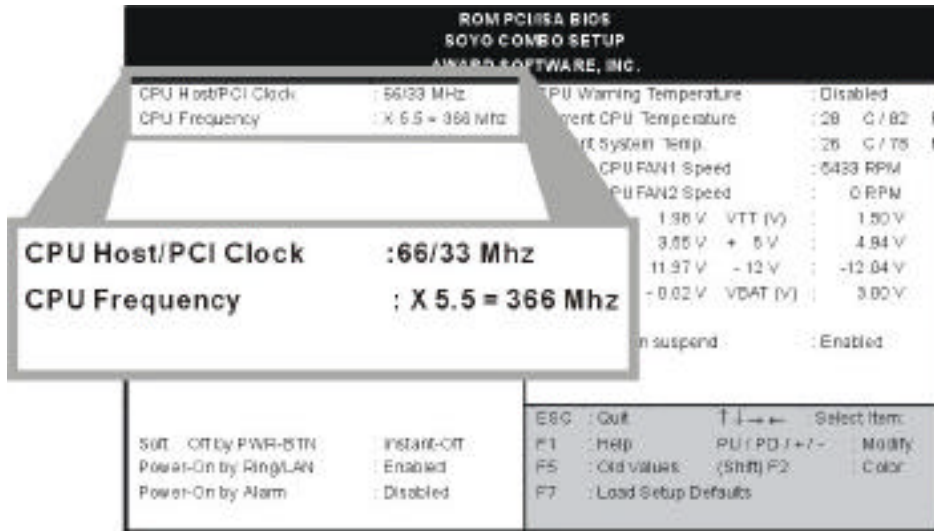 ROM PCI/ISA BIOS
SOYO COMBO SETUP
AWARD SOFTWARE, INC.
CPU Host/PCI Clock : 66/33 MHz
CPU Frequency : X 5.5 = 366 Mhz
CPU Host/PCI Clock :66/33 Mhz
CPU Frequency : X 5.5 = 366 Mhz
Soft Off by PWR-BTN : Instant-Off
Power-On by Ring/LAN : Enabled
Power-On by Alarm : Disabled
CPU Warning Temperature : Disabled
CPU Temperature : 28 C / 82
System Temp. : 26 C / 78
CPU FAN1 Speed : 5433 RPM
FAN2 Speed : 0 RPM
1.98 V VTT (V) : 1.50 V
3.55 V + 5 V : 4.94 V
11.97 V - 12 V : -12.04 V
- 0.02 V VBAT (V) : 3.00 V
in suspend : Enabled
ESC : Quit ↑↓→← Select Item:
F1 : Help PU / PD / + / - : Modify
F5 : Old Values (Shift) F2 : Color
F7 : Load Setup Defaults